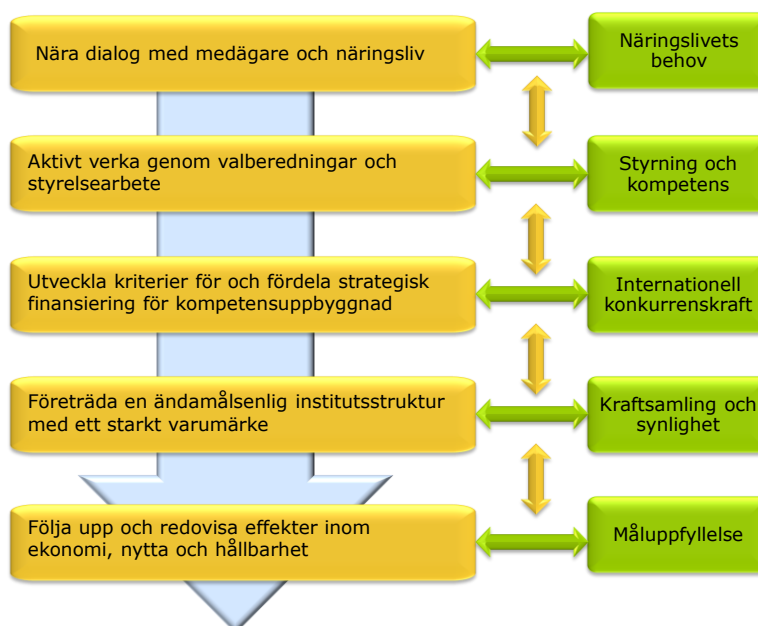 Nära dialog med medägare och näringsliv
Näringslivets
behov
Aktivt verka genom valberedningar och
styrelsearbete
Styrning och
kompetens
Utveckla kriterier för och fördela strategisk
finansiering för kompetensuppbyggnad
Internationell
konkurrenskraft
Företräda en ändamålsenlig institutsstruktur
med ett starkt varumärke
Kraftsamling och
synlighet
Följa upp och redovisa effekter inom
ekonomi, nytta och hållbarhet
Måluppfyllelse